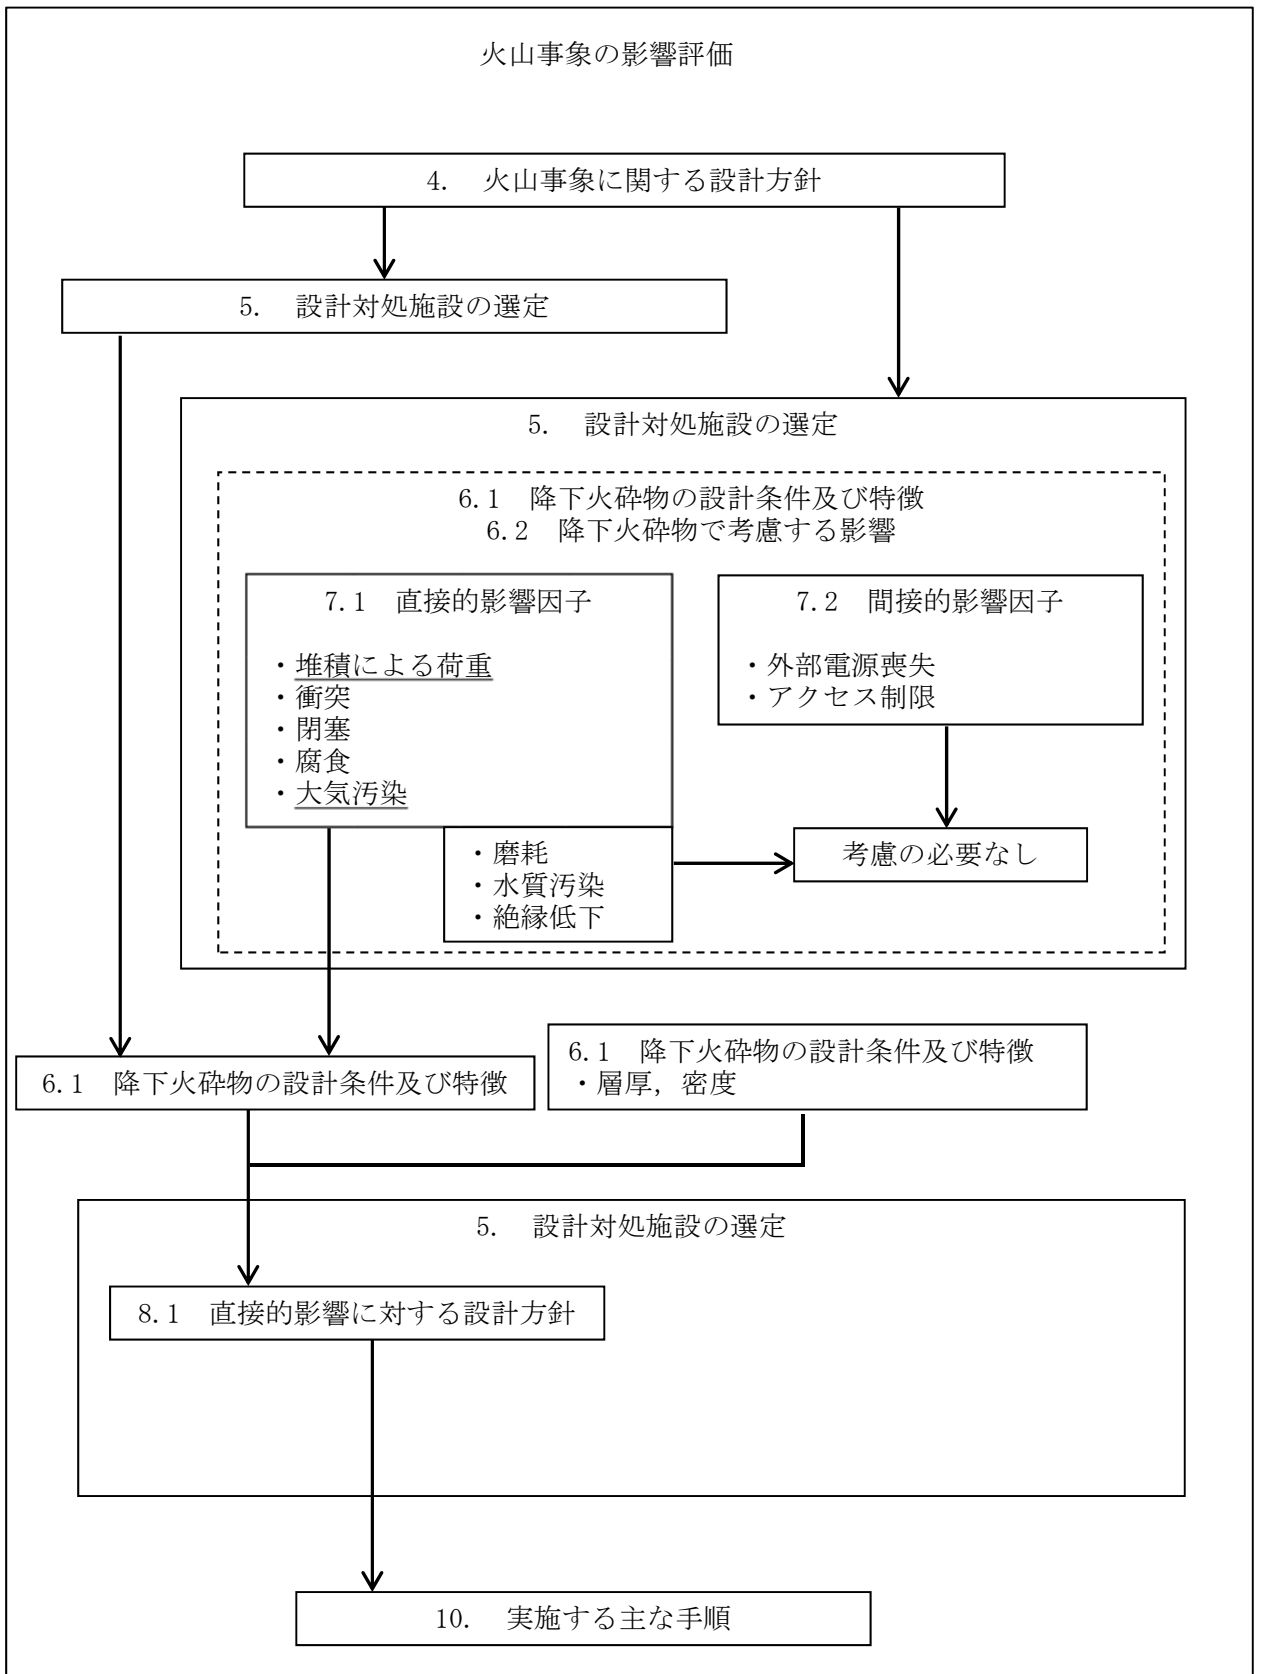 火山事象の影響評価
4. 火山事象に関する設計方針
5. 設計対処施設の選定
5. 設計対処施設の選定
6.1 降下火砕物の設計条件及び特徴
6.2 降下火砕物で考慮する影響
7.1 直接的影響因子
・堆積による荷重
・衝突
・閉塞
・腐食
・大気汚染
・磨耗
・水質汚染
・絶縁低下
7.2 間接的影響因子
・外部電源喪失
・アクセス制限
考慮の必要なし
6.1 降下火砕物の設計条件及び特徴
6.1 降下火砕物の設計条件及び特徴
・層厚，密度
5. 設計対処施設の選定
8.1 直接的影響に対する設計方針
10. 実施する主な手順